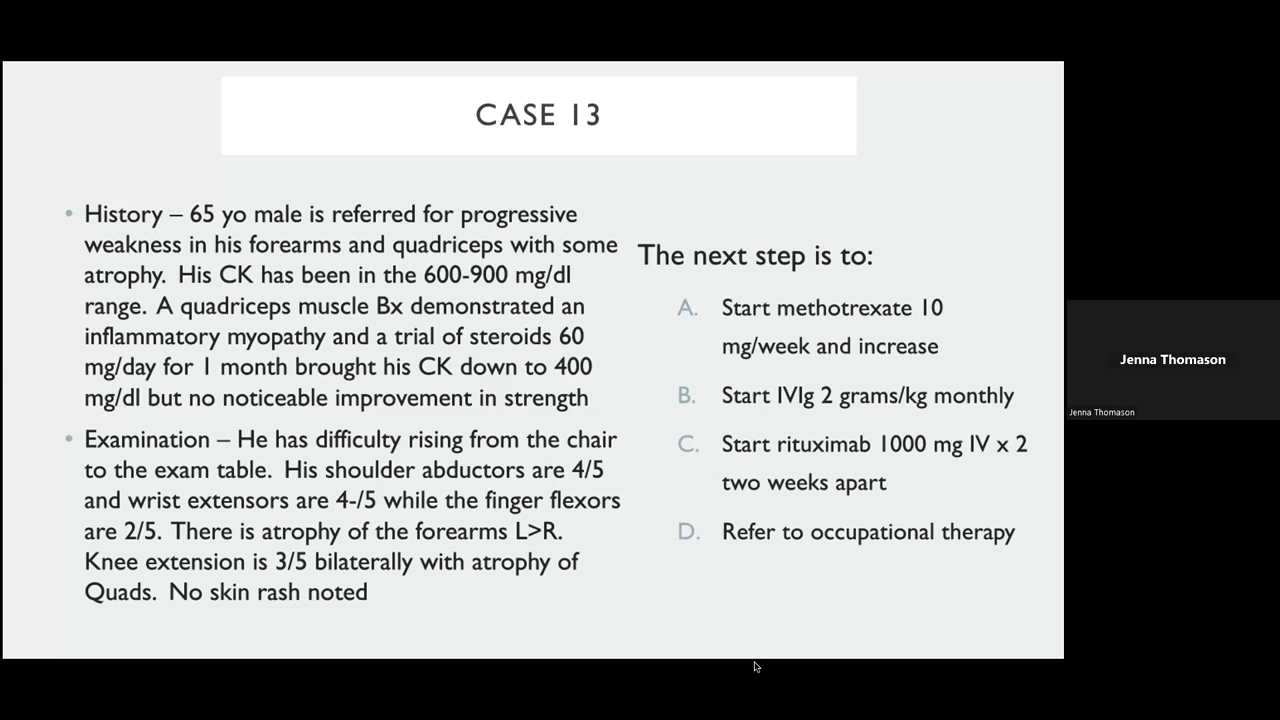 CASE 13
• History – 65 yo male is referred for progressive
weakness in his forearms and quadriceps with some
atrophy. His CK has been in the 600-900 mg/dl
range. A quadriceps muscle Bx demonstrated an
inflammatory myopathy and a trial of steroids 60
mg/day for 1 month brought his CK down to 400
mg/dl but no noticeable improvement in strength
• Examination – He has difficulty rising from the chair
to the exam table. His shoulder abductors are 4/5
and wrist extensors are 4-/5 while the finger flexors
are 2/5. There is atrophy of the forearms L>R.
Knee extension is 3/5 bilaterally with atrophy of
Quads. No skin rash noted
The next step is to:
A. Start methotrexate 10
mg/week and increase
B. Start IVIg 2 grams/kg monthly
C. Start rituximab 1000 mg IV x 2
two weeks apart
D. Refer to occupational therapy
Jenna Thomason
Jenna Thomason